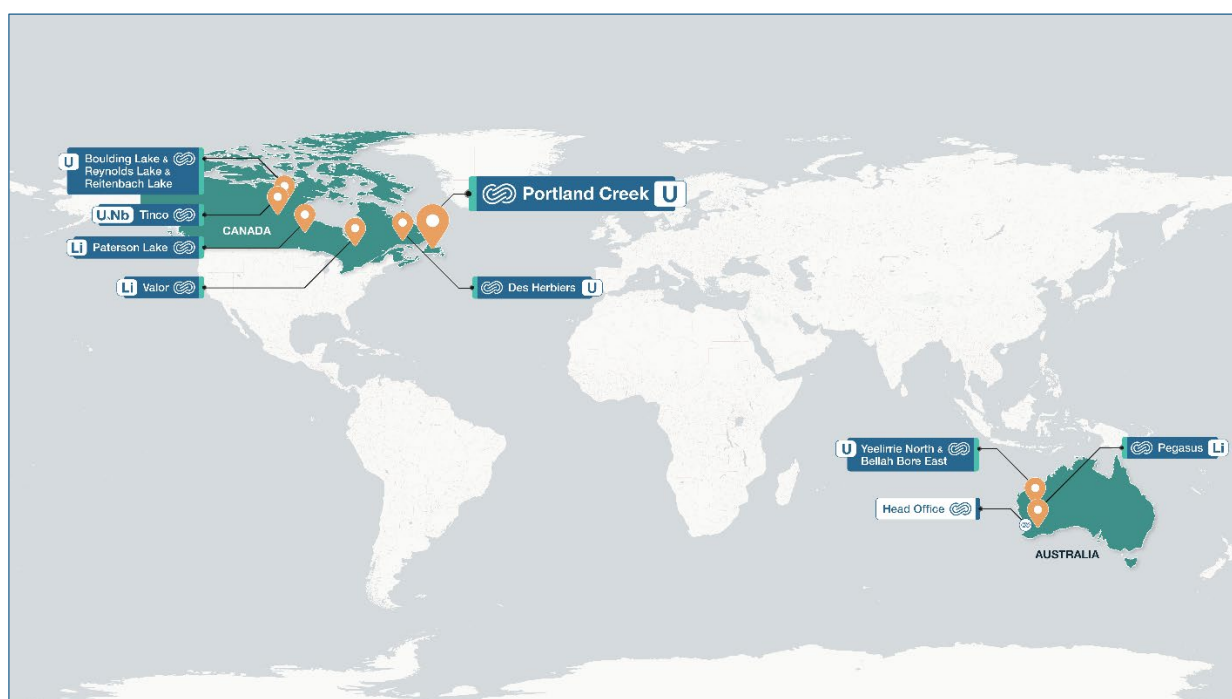 U
Boulding Lake &
Reynolds Lake &
Reitenbach Lake
U,Nb Tinco
Li Paterson Lake
Li Valor
CANADA
Portland Creek U
Des Herbiers U
U
Yeelirrie North &
Bellah Bore East
Pegasus Li
Head Office
AUSTRALIA